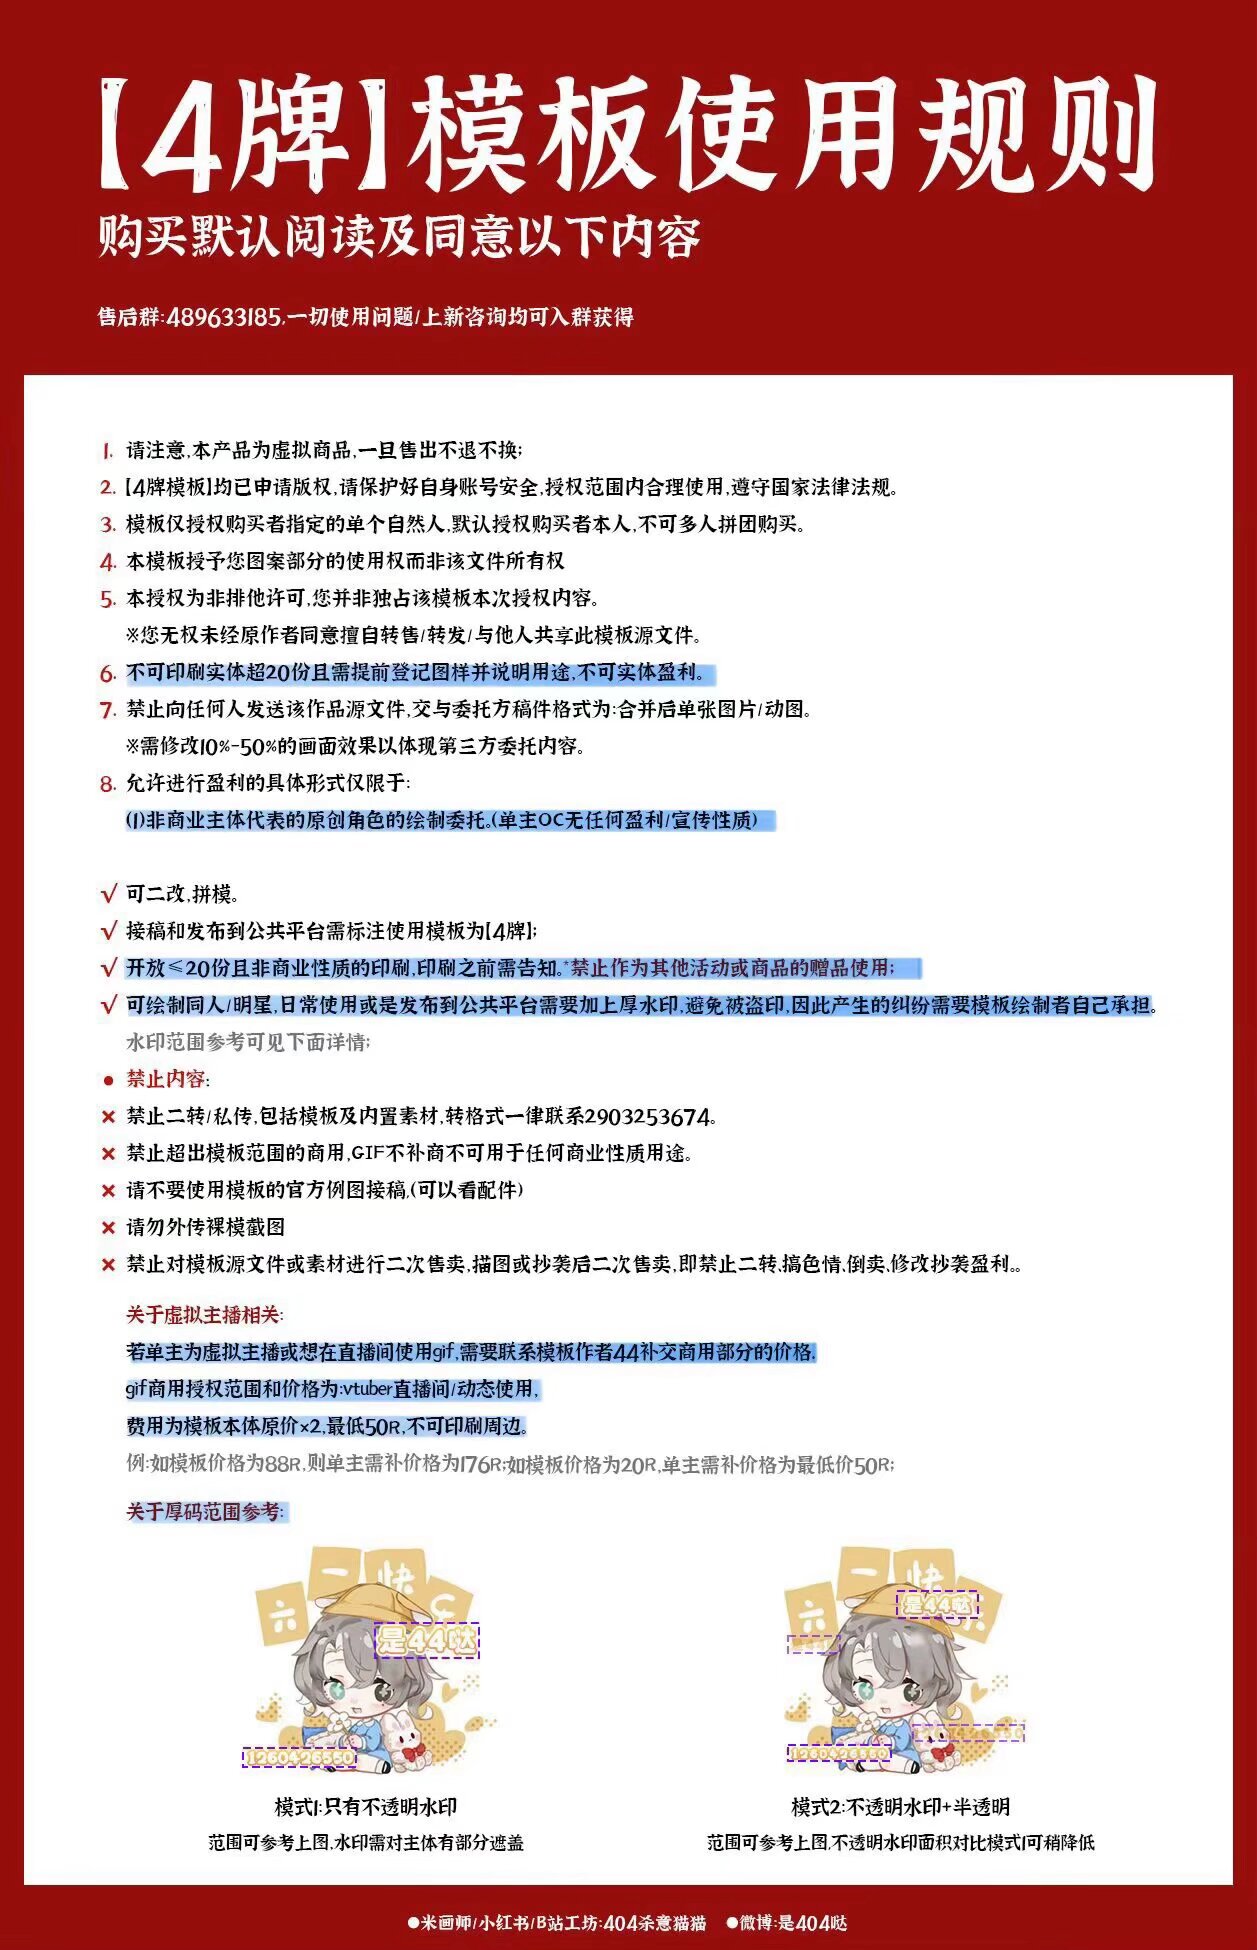 【4牌】模板使用规则
购买默认阅读及同意以下内容
售后群:489633185,一切使用问题/上新咨询均可入群获得
1. 请注意,本产品为虚拟商品,一旦售出不退不换;
2. 【4牌模板】均已申请版权,请保护好自身账号安全,授权范围内合理使用,遵守国家法律法规。
3. 模板仅授权购买者指定的单个自然人,默认授权购买者本人,不可多人拼团购买。
4. 本模板授予您图案部分的使用权而非该文件所有权
5. 本授权为非排他许可,您并非独占该模板本次授权内容。
※您无权未经原作者同意擅自转售/转发/与他人共享此模板源文件。
6. 不可印刷实体超20份且需提前登记图样并说明用途,不可实体盈利。
7. 禁止向任何人发送该作品源文件,交与委托方稿件格式为:合并后单张图片/动图。
※需修改10%-50%的画面效果以体现第三方委托内容。
8. 允许进行盈利的具体形式仅限于:
(1)非商业主体代表的原创角色的绘制委托。(单主OC无任何盈利/宣传性质)
√ 可二改,拼模。
√ 接稿和发布到公共平台需标注使用模板为【4牌】;
√ 开放≤20份且非商业性质的印刷,印刷之前需告知。*禁止作为其他活动或商品的赠品使用;
√ 可绘制同人/明星,日常使用或是发布到公共平台需要加上厚水印,避免被盗印,因此产生的纠纷需要模板绘制者自己承担。
水印范围参考可见下面详情;
● 禁止内容:
× 禁止二转/私传,包括模板及内置素材,转格式一律联系2903253674。
× 禁止超出模板范围的商用,GIF不补商不可用于任何商业性质用途。
× 请不要使用模板的官方例图接稿,(可以看配件)
× 请勿外传裸模截图
× 禁止对模板源文件或素材进行二次售卖,描图或抄袭后二次售卖,即禁止二转、搞色情、倒卖、修改抄袭盈利。。
关于虚拟主播相关:
若单主为虚拟主播或想在直播间使用gif,需要联系模板作者44补交商用部分的价格,
gif商用授权范围和价格为:vtuber直播间/动态使用,
费用为模板本体原价×2,最低50R,不可印刷周边。
例:如模板价格为88R,则单主需补价格为176R;如模板价格为20R,单主需补价格为最低价50R;
关于厚码范围参考:
六一快乐
是44哒
1260426550
六一快乐
是44哒
1260426550
模式1:只有不透明水印
范围可参考上图,水印需对主体有部分遮盖
模式2:不透明水印+半透明
范围可参考上图,不透明水印面积对比模式1可稍降低
●米画师/小红书/B站工坊:404杀意猫猫 ●微博:是404哒